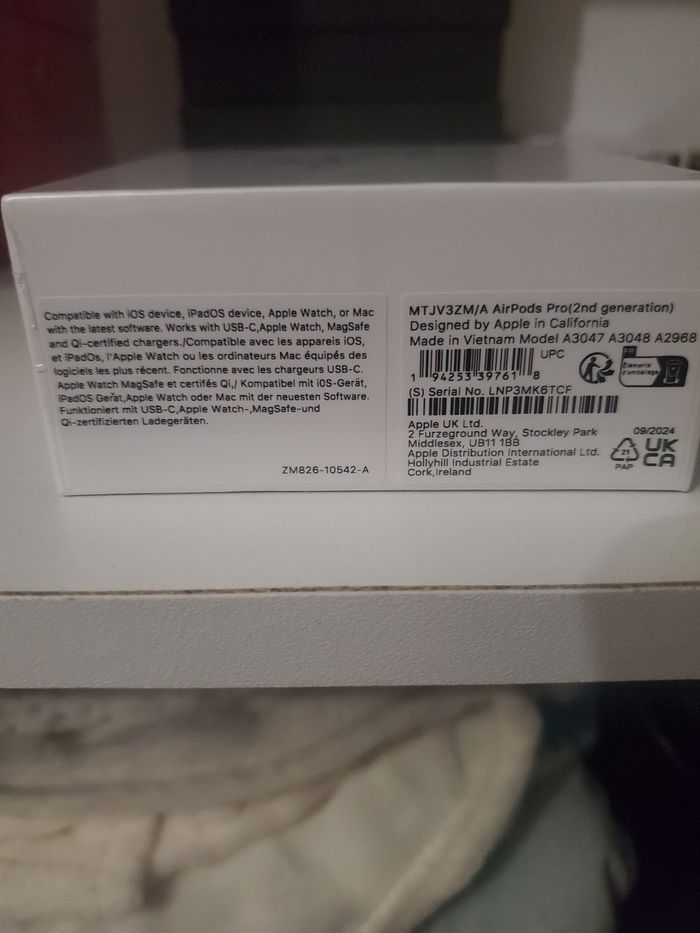 Compatible with iOS device, iPadOS device, Apple Watch, or Mac
with the latest software. Works with USB-C,Apple Watch, MagSafe
and Qi-certified chargers./Compatible avec les appareils iOS,
et iPadOs, l'Apple Watch ou les ordinateurs Mac équipés des
logiciels les plus récent. Fonctionne avec les chargeurs USB-C.
Apple Watch MagSafe et certifés Qi,/ Kompatibel mit iOS-Gerät,
iPadOS Gerät,Apple Watch oder Mac mit der neuesten Software.
Funktioniert mit USB-C,Apple Watch-,MagSafe-und
Qi-zertifizierten Ladegeräten.
ZM826-10542-A
MTJV3ZM/A AirPods Pro(2nd generation)
Designed by Apple in California
Made in Vietnam Model A3047 A3048 A2968
UPC
1 94253 39761 8
FR
Éléments
d'emballage
(S) Serial No. LNP3MK6TCF
Apple UK Ltd.
2 Furzeground Way, Stockley Park
Middlesex, UB11 1BB
Apple Distribution International Ltd.
Hollyhill Industrial Estate
Cork,Ireland
09/2024
21
PAP
UK
CA